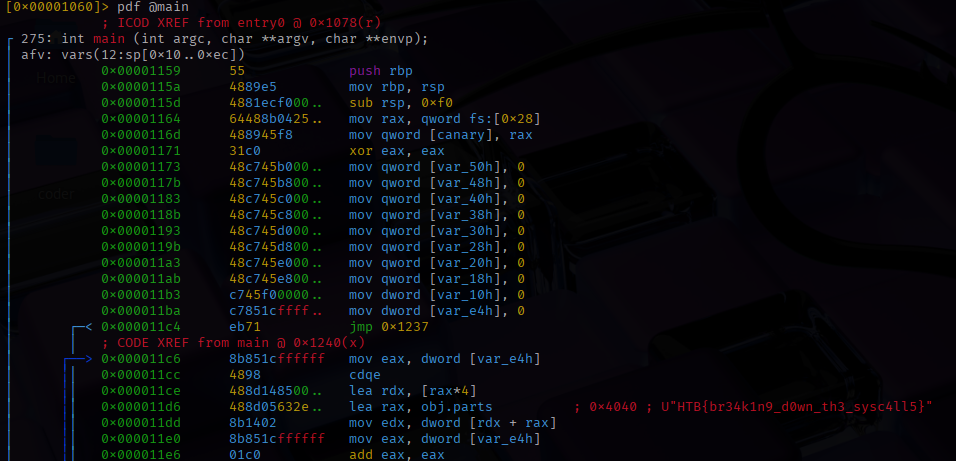 [0×00001060]> pdf @main
; ICOD XREF from entry0 @ 0×1078(r)
275: int main (int argc, char **argv, char **envp);
afv: vars(12:sp[0×10..0×ec])
0×00001159 55 push rbp
0×0000115a 4889e5 mov rbp, rsp
0×0000115d 4881ecf000.. sub rsp, 0×f0
0×00001164 64488b0425.. mov rax, qword fs:[0×28]
0×0000116d 488945f8 mov qword [canary], rax
0×00001171 31c0 xor eax, eax
0×00001173 48c745b000.. mov qword [var_50h], 0
0×0000117b 48c745b800.. mov qword [var_48h], 0
0×00001183 48c745c000.. mov qword [var_40h], 0
0×0000118b 48c745c800.. mov qword [var_38h], 0
0×00001193 48c745d000.. mov qword [var_30h], 0
0×0000119b 48c745d800.. mov qword [var_28h], 0
0×000011a3 48c745e000.. mov qword [var_20h], 0
0×000011ab 48c745e800.. mov qword [var_18h], 0
0×000011b3 c745f00000.. mov dword [var_10h], 0
0×000011ba c7851cffff.. mov dword [var_e4h], 0
0×000011c4 eb71 jmp 0×1237
; CODE XREF from main @ 0×1240(x)
0×000011c6 8b851cffffff mov eax, dword [var_e4h]
0×000011cc 4898 cdqe
0×000011ce 488d148500.. lea rdx, [rax*4]
0×000011d6 488d05632e.. lea rax, obj.parts ; 0×4040 ; U"HTB{br34k1n9_d0wn_th3_sysc4ll5}"
0×000011dd 8b1402 mov edx, dword [rdx + rax]
0×000011e0 8b851cffffff mov eax, dword [var_e4h]
0×000011e6 01c0 add eax, eax
Home
coder